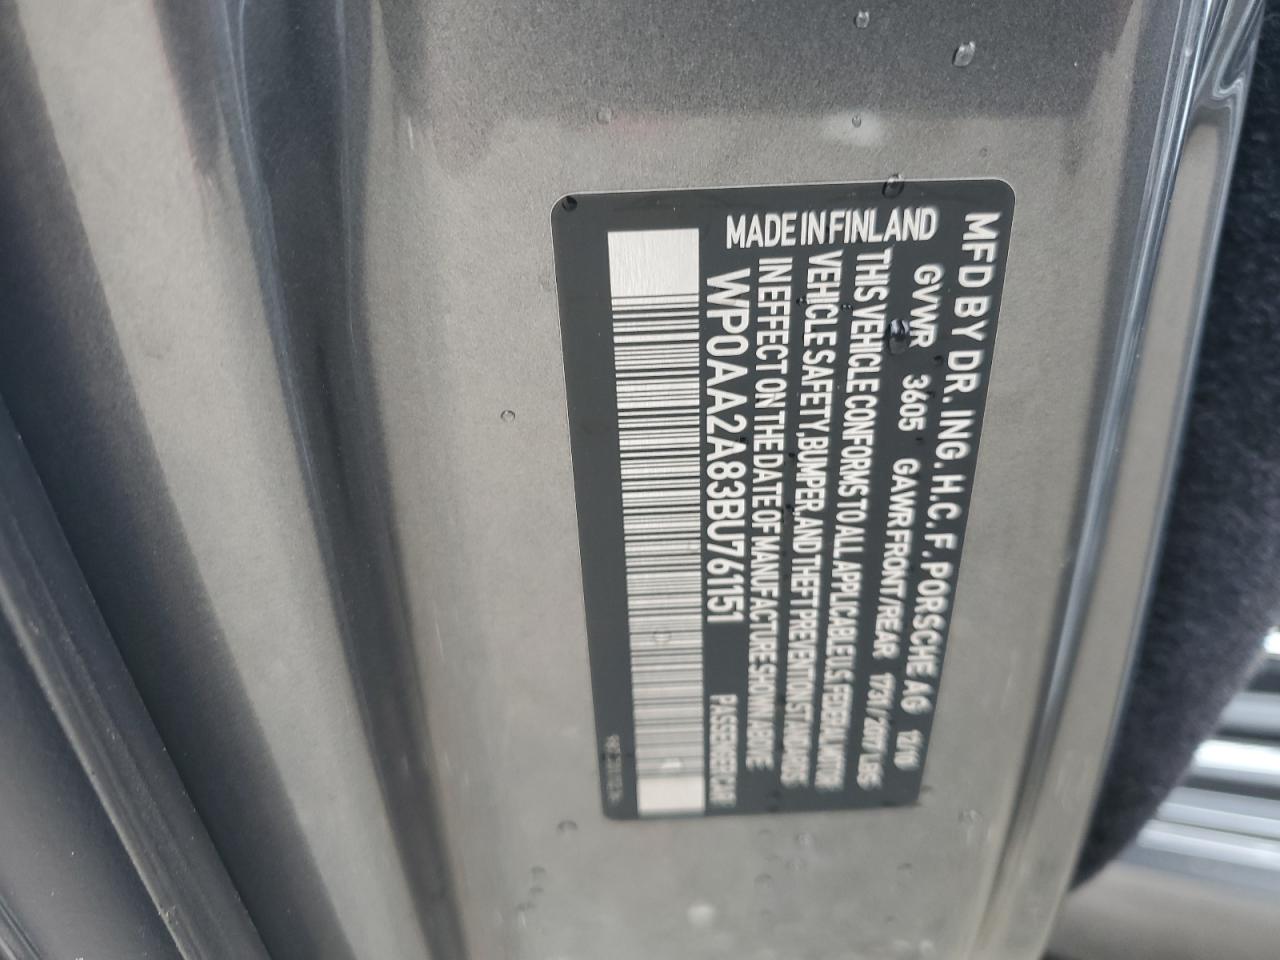 MFD BY DR. ING. H.C. F. PORSCHE AG 12/10
GVWR 3605 GAWR FRONT/REAR 1731/2017 LBS
MADE IN FINLAND
THIS VEHICLE CONFORMS TO ALL APPLICABLE U.S. FEDERAL MOTOR
VEHICLE SAFETY, BUMPER, AND THEFT PREVENTION STANDARDS
IN EFFECT ON THE DATE OF MANUFACTURE SHOWN ABOVE
WP0AA2A83BU761151 PASSENGER CAR